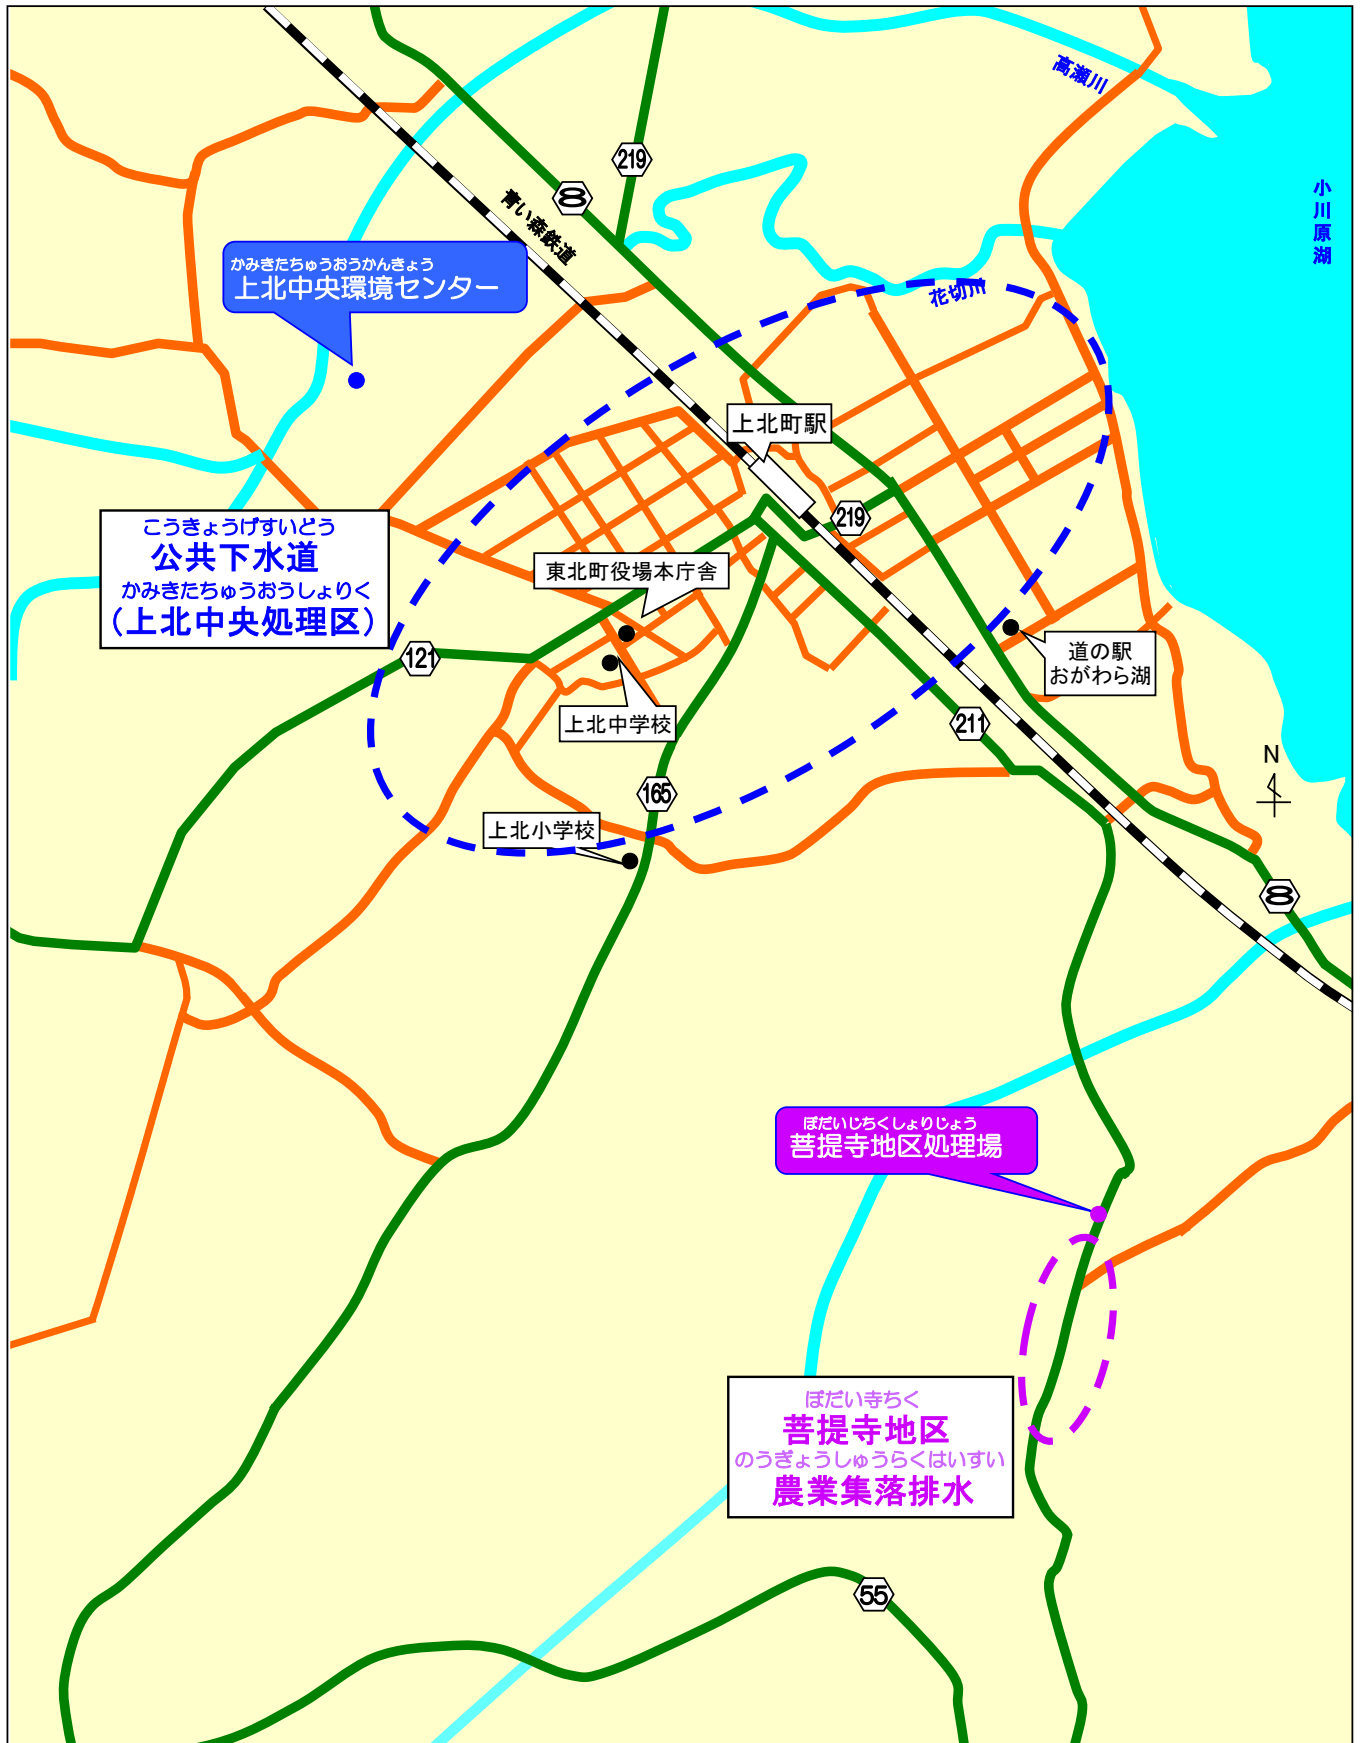 高瀬川
219
8
青い森鉄道
小川原湖
かみきたちゅうおうかんきょう
上北中央環境センター
花切川
上北町駅
219
こうきょうげすいどう
公共下水道
かみきたちゅうおうしょりく
(上北中央処理区)
東北町役場本庁舎
121
道の駅
おがわら湖
上北中学校
211
N
165
上北小学校
8
ぼだいじちくしょりじょう
菩提寺地区処理場
ぼだい寺ちく
菩提寺地区
のうぎょうしゅうらくはいすい
農業集落排水
55